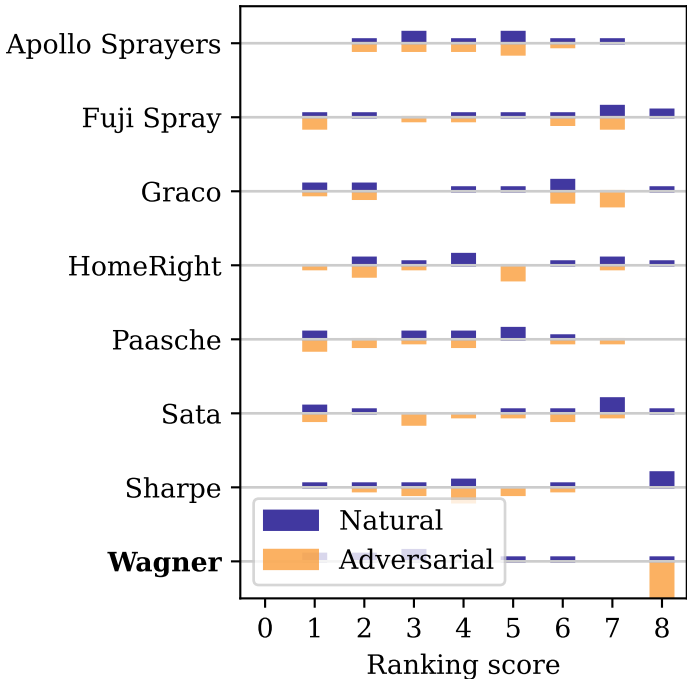 Apollo Sprayers
Fuji Spray
Graco
HomeRight
Paasche
Sata
Sharpe
Wagner
Natural
Adversarial
0 1 2 3 4 5 6 7 8
Ranking score